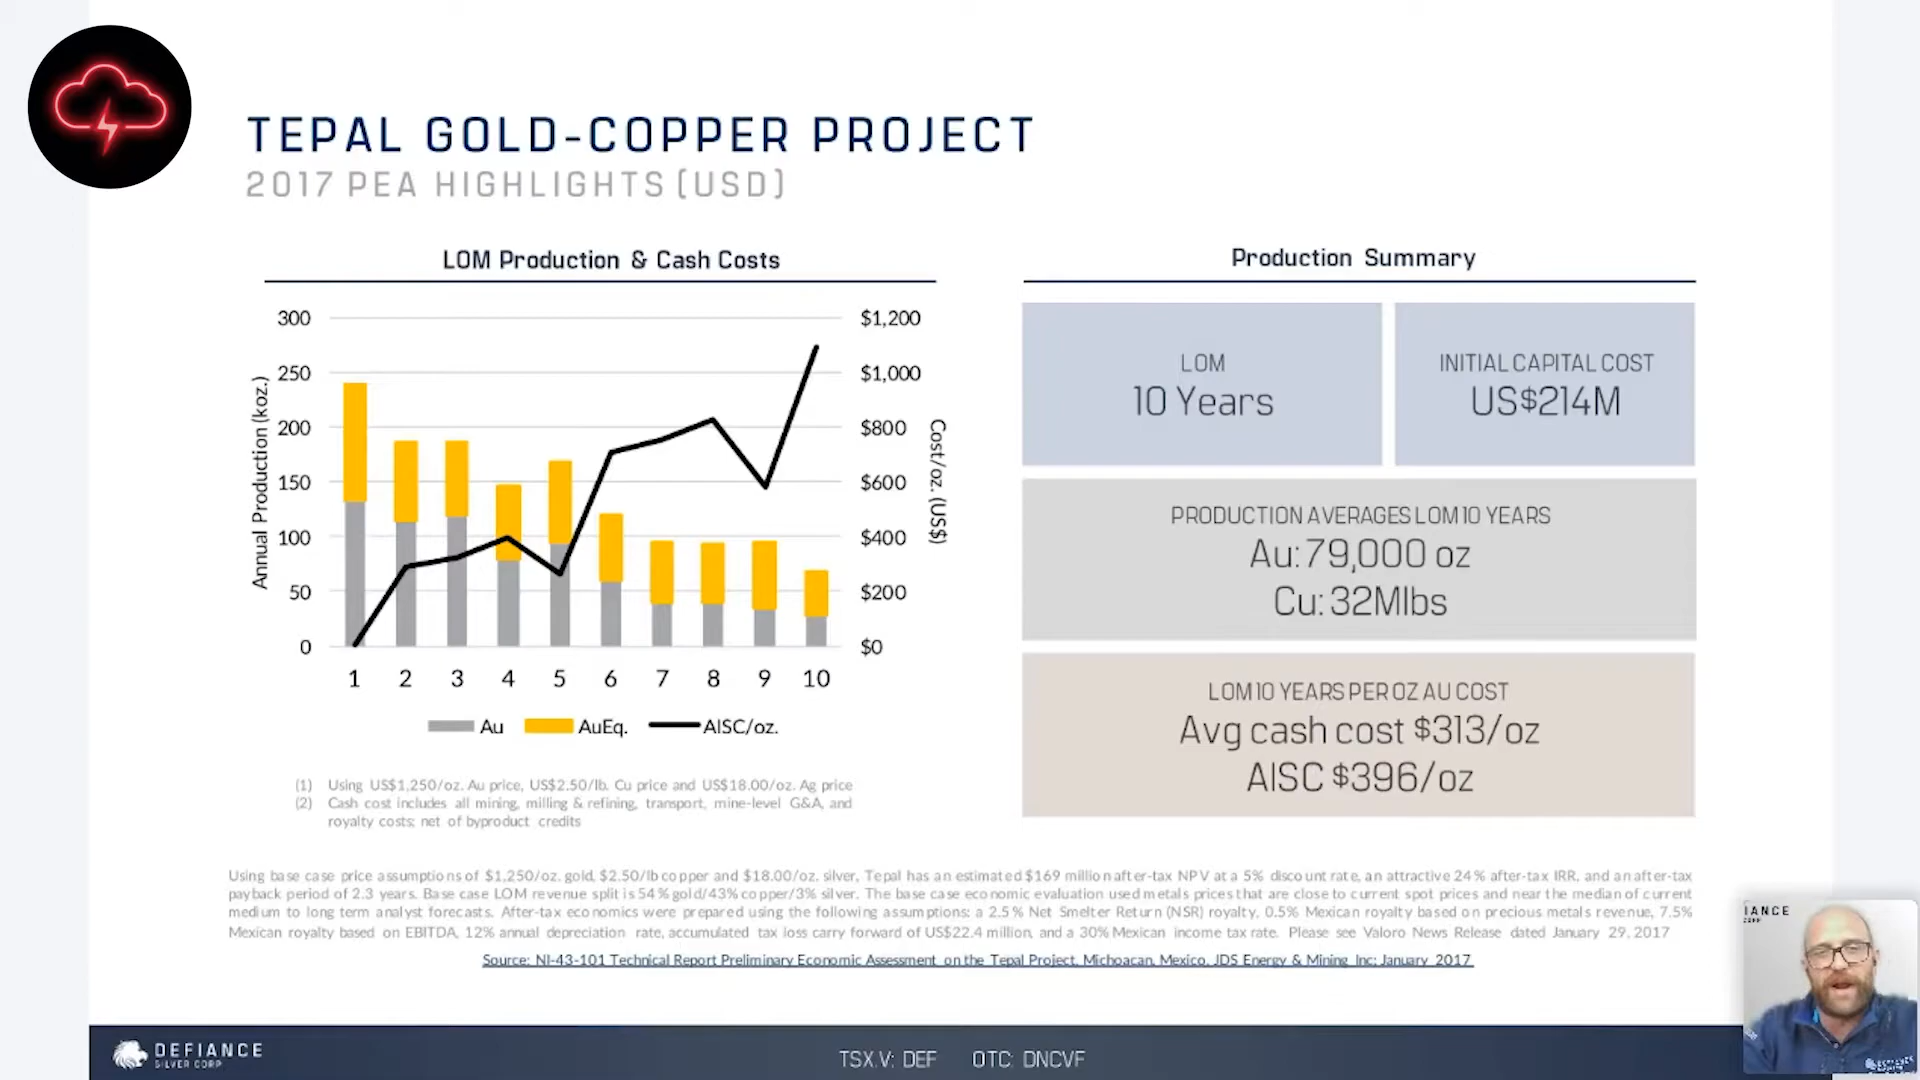 TEPAL GOLD-COPPER PROJECT
2017 PEA HIGHLIGHTS (USD)
LOM Production & Cash Costs
300
250
200
150
100
50
0
Annual Production (koz.)
$1,200
$1,000
$800
$600
$400
$200
$0
Cost/oz. (US$)
1 2 3 4 5 6 7 8 9 10
Au AuEq. AISC/oz.
(1) Using US$1,250/oz. Au price, US$2.50/lb. Cu price and US$18.00/oz. Ag price
(2) Cash cost includes all mining, milling & refining, transport, mine-level G&A, and
royalty costs; net of byproduct credits
Production Summary
LOM
10 Years
INITIAL CAPITAL COST
US$214M
PRODUCTION AVERAGES LOM 10 YEARS
Au: 79,000 oz
Cu: 32Mlbs
LOM 10 YEARS PER OZ AU COST
Avg cash cost $313/oz
AISC $396/oz
Using base case price assumptions of $1,250/oz. gold, $2.50/lb copper and $18.00/oz. silver, Tepal has an estimated $169 million after-tax NPV at a 5% discount rate, an attractive 24% after-tax IRR, and an after-tax
payback period of 2.3 years. Base case LOM revenue split is 54% gold/43% copper/3% silver. The base case economic evaluation used metals prices that are close to current spot prices and near the median of current
medium to long term analyst forecasts. After-tax economics were prepared using the following assumptions: a 2.5% Net Smelter Return (NSR) royalty, 0.5% Mexican royalty based on precious metals revenue, 7.5%
Mexican royalty based on EBITDA, 12% annual depreciation rate, accumulated tax loss carry forward of US$22.4 million, and a 30% Mexican income tax rate. Please see Valoro News Release dated January 29, 2017
Source: NI-43-101 Technical Report Preliminary Economic Assessment on the Tepal Project, Michoacan, Mexico, JDS Energy & Mining Inc; January 2017
DEFIANCE
SILVER CORP
TSX.V: DEF OTC: DNCVF
IANCE